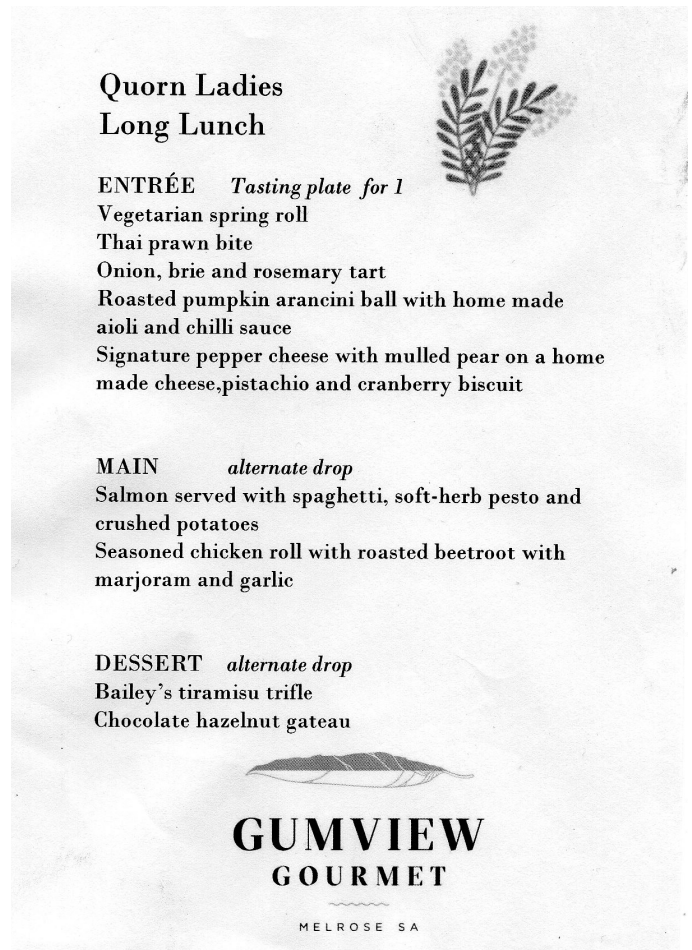 Quorn Ladies
Long Lunch
ENTRÉE Tasting plate for 1
Vegetarian spring roll
Thai prawn bite
Onion, brie and rosemary tart
Roasted pumpkin arancini ball with home made
aioli and chilli sauce
Signature pepper cheese with mulled pear on a home
made cheese,pistachio and cranberry biscuit
MAIN alternate drop
Salmon served with spaghetti, soft-herb pesto and
crushed potatoes
Seasoned chicken roll with roasted beetroot with
marjoram and garlic
DESSERT alternate drop
Bailey's tiramisu trifle
Chocolate hazelnut gateau
GUMVIEW
GOURMET
MELROSE SA